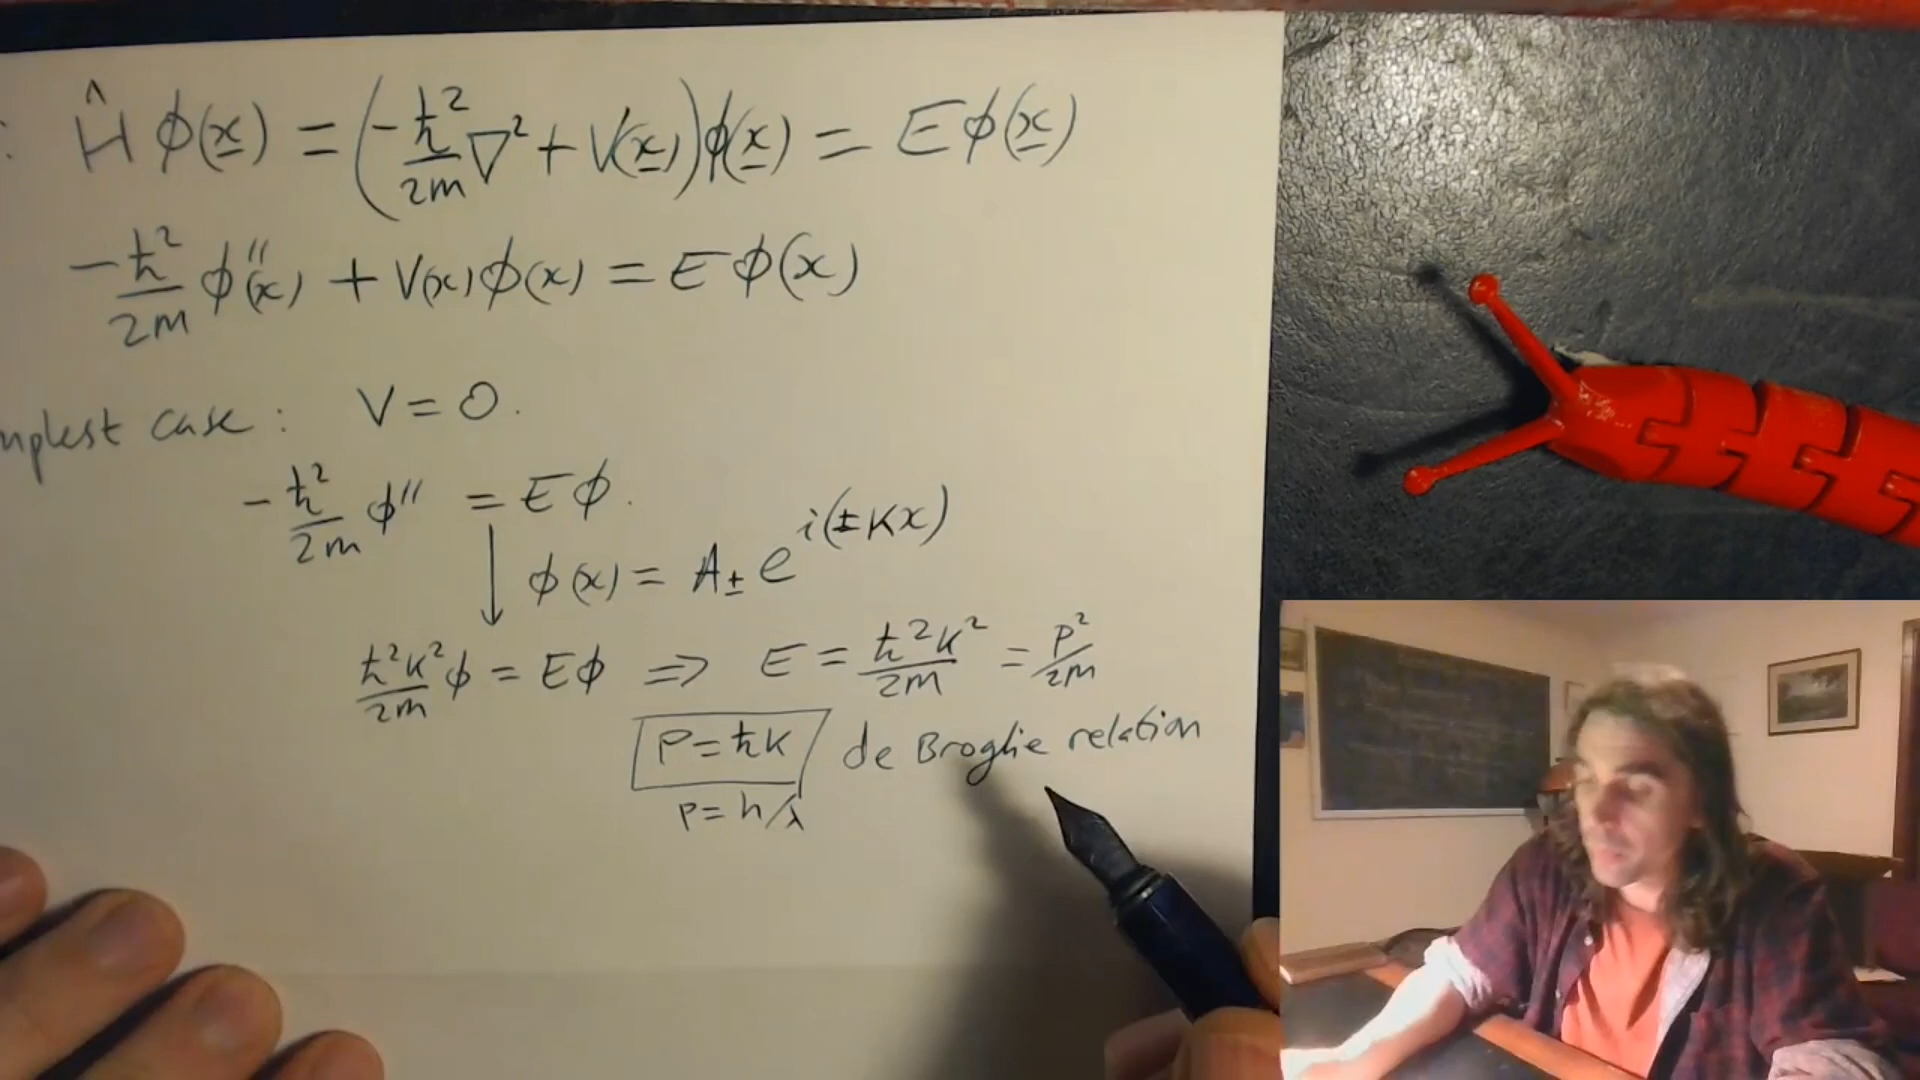 : Ĥ ϕ(x̲) = (-ħ²/2m ∇² + V(x̲)) ϕ(x̲) = E ϕ(x̲)
-ħ²/2m ϕ''(x) + V(x) ϕ(x) = E ϕ(x)
mplest case : V = 0.
-ħ²/2m ϕ'' = E ϕ.
↓ ϕ(x) = A± e^{i(±kx)}
ħ²k²/2m ϕ = E ϕ ⇒ E = ħ²k²/2m = p²/2m
p = ħk de Broglie relation
p = h/λ